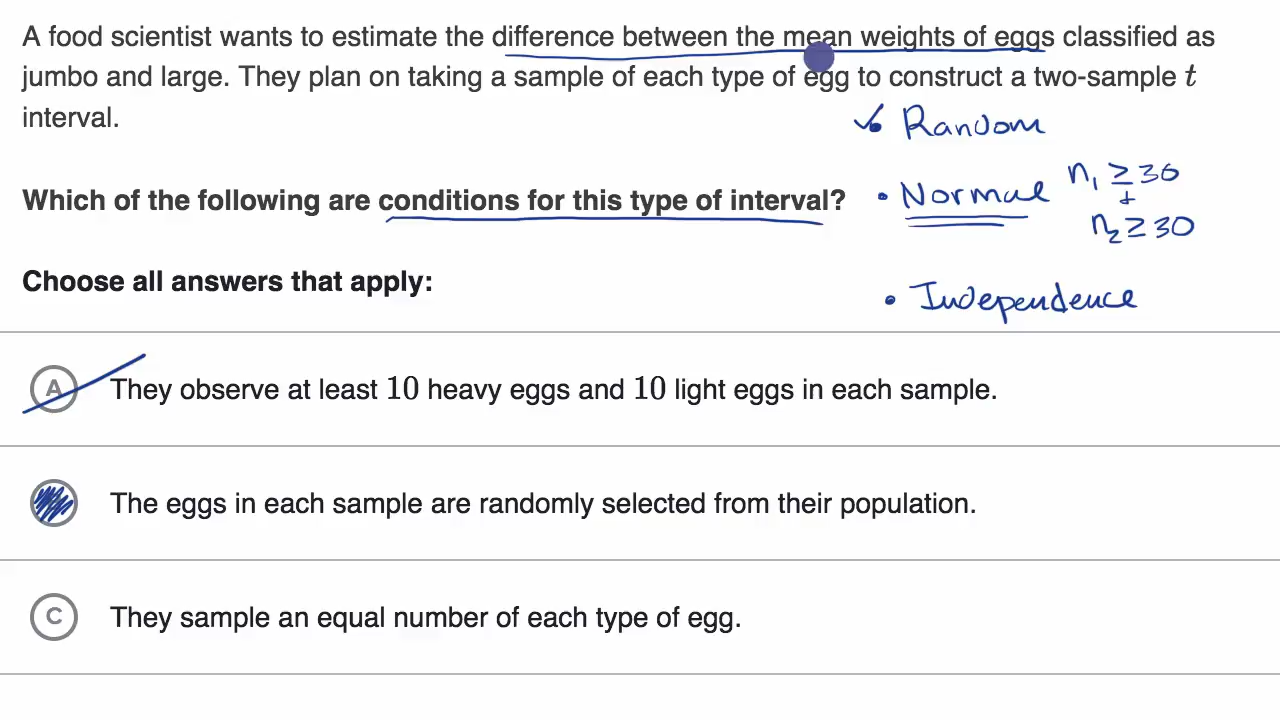 A food scientist wants to estimate the difference between the mean weights of eggs classified as
jumbo and large. They plan on taking a sample of each type of egg to construct a two-sample t
interval.
• Random
Which of the following are conditions for this type of interval?
• Normal n₁ ≥ 30
+
n₂ ≥ 30
Choose all answers that apply:
• Independence
A They observe at least 10 heavy eggs and 10 light eggs in each sample.
The eggs in each sample are randomly selected from their population.
C They sample an equal number of each type of egg.